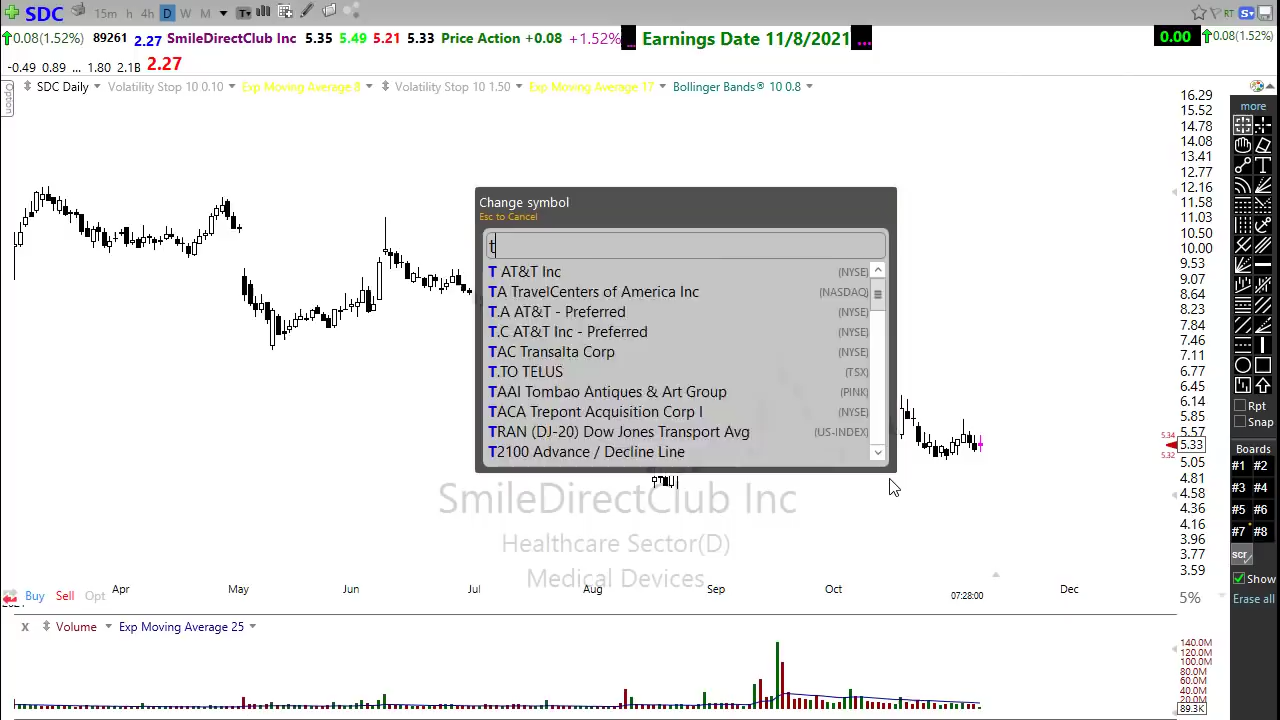 SDC 15m h 4h D W M T RT S
0.08(1.52%) 89261 2.27 SmileDirectClub Inc 5.35 5.49 5.21 5.33 Price Action +0.08 +1.52% ... Earnings Date 11/8/2021 ... 0.00 0.08(1.52%)
-0.49 0.89 ... 1.80 2.1B 2.27
Option
SDC Daily Volatility Stop 10 0.10 Exp Moving Average 8 Volatility Stop 10 1.50 Exp Moving Average 17 Bollinger Bands® 10 0.8
Change symbol
Esc to Cancel
t
T AT&T Inc (NYSE)
TA TravelCenters of America Inc (NASDAQ)
T.A AT&T - Preferred (NYSE)
T.C AT&T Inc - Preferred (NYSE)
TAC Transalta Corp (NYSE)
T.TO TELUS (TSX)
TAAI Tombao Antiques & Art Group (PINK)
TACA Trepont Acquisition Corp I (NYSE)
TRAN (DJ-20) Dow Jones Transport Avg (US-INDEX)
T2100 Advance / Decline Line
SmileDirectClub Inc
Healthcare Sector(D)
Medical Devices
16.29
15.52
14.78
14.08
13.41
12.77
12.16
11.58
11.03
10.50
10.00
9.53
9.07
8.64
8.23
7.84
7.46
7.11
6.77
6.45
6.14
5.85
5.57
5.34
5.33
5.32
5.05
4.81
4.58
4.36
4.16
3.96
3.77
3.59
more
Rpt
Snap
Boards
#1 #2
#3 #4
#5 #6
#7 #8
scr
Show
Erase all
Apr May Jun Jul Aug Sep Oct 07:28:00 Dec
Buy Sell Opt 5%
X Volume Exp Moving Average 25
140.0M
120.0M
100.0M
80.0M
60.0M
40.0M
20.0M
89.3K